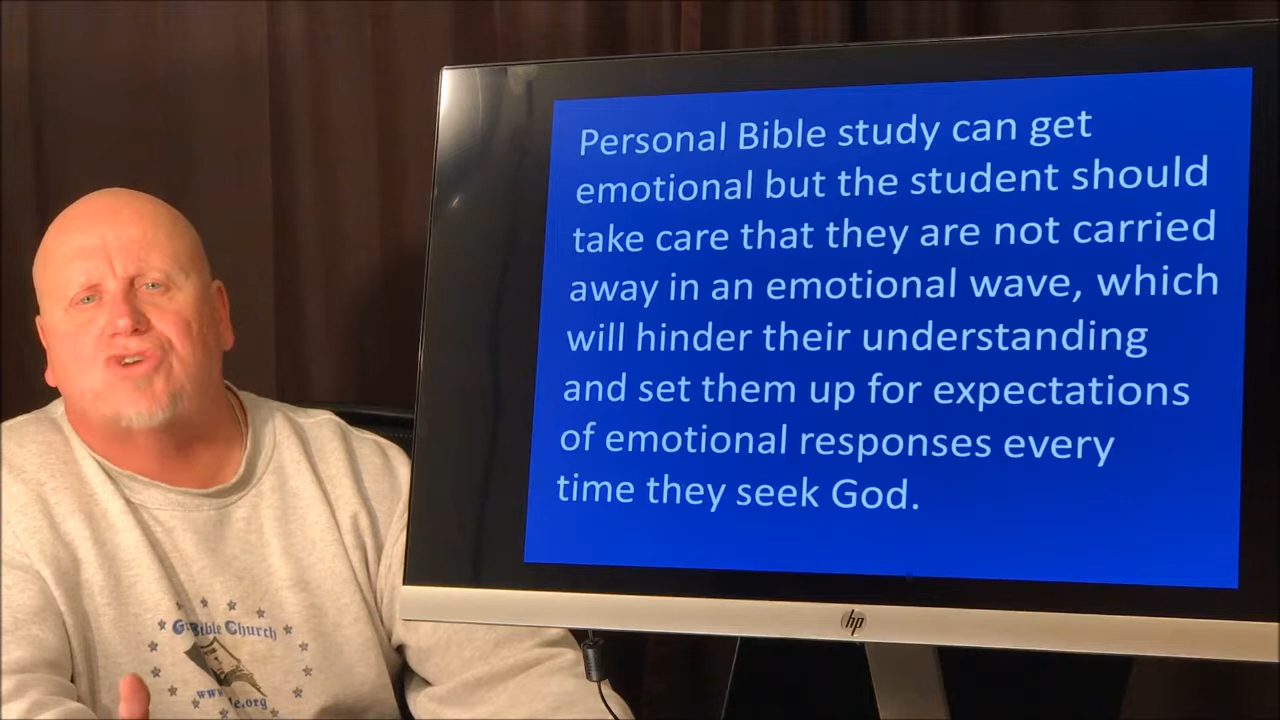 Personal Bible study can get
emotional but the student should
take care that they are not carried
away in an emotional wave, which
will hinder their understanding
and set them up for expectations
of emotional responses every
time they seek God.
hp
Bible Church